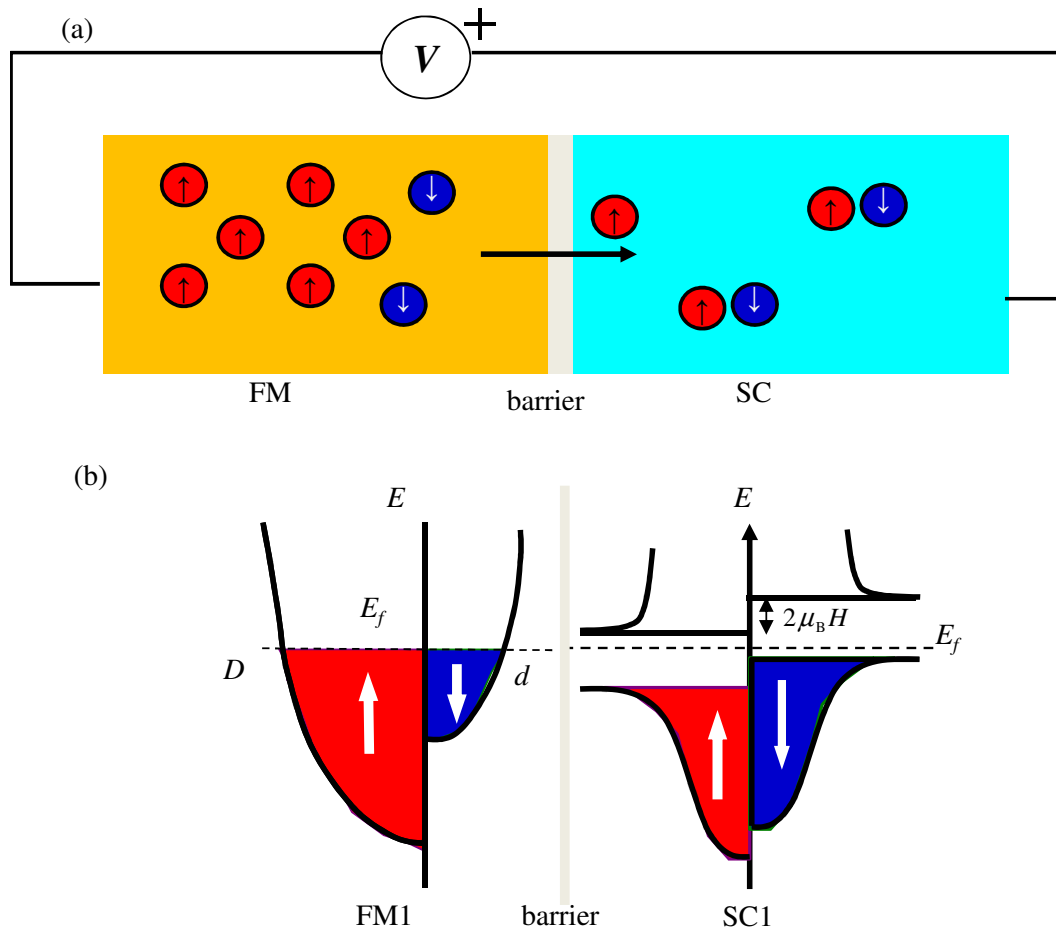 (a)
+
V
↑ ↑ ↓ ↑ ↑ ↓
↑ ↑
↑ ↑ ↓ ↑ ↓
FM barrier SC
(b)
E E
E_f
2μ_B H
E_f
D d
FM1 barrier SC1